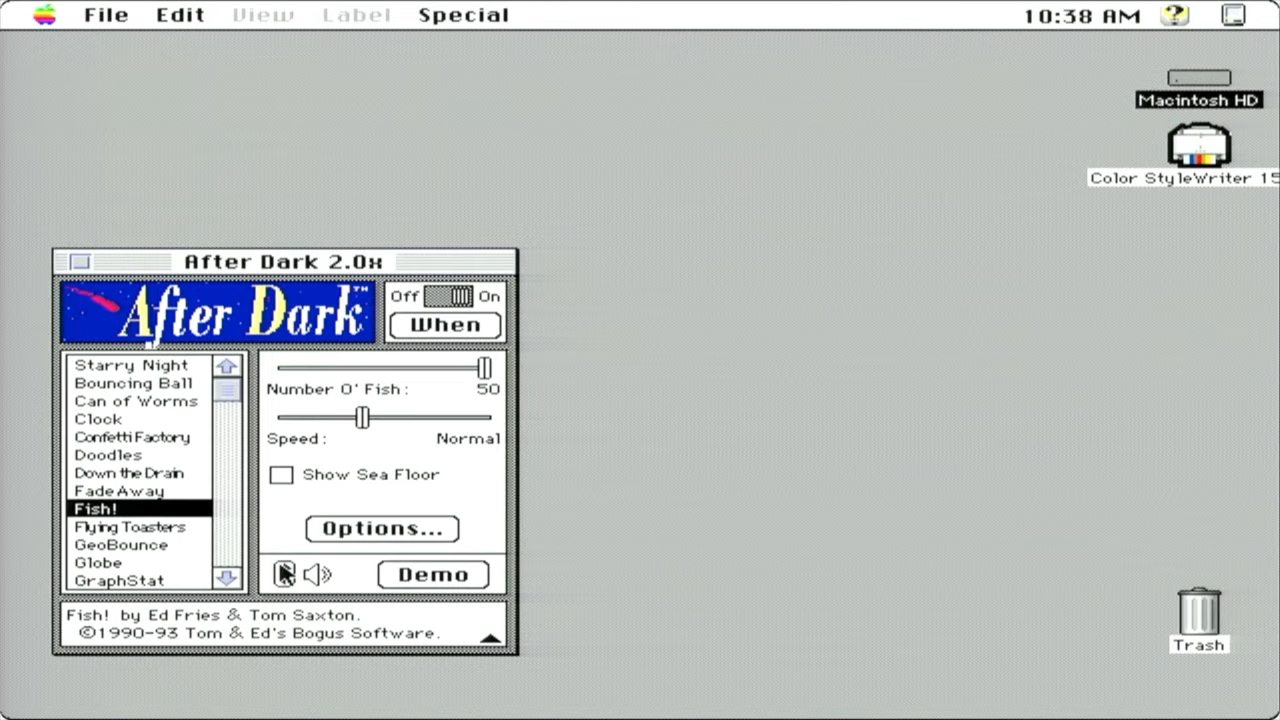 File Edit View Label Special 10:38 AM
Macintosh HD
Color StyleWriter 15
After Dark 2.0x
After Dark™
Off On
When
Starry Night
Bouncing Ball
Can of Worms
Clock
Confetti Factory
Doodles
Down the Drain
Fade Away
Fish!
Flying Toasters
GeoBounce
Globe
GraphStat
Number O' Fish: 50
Speed: Normal
Show Sea Floor
Options...
Demo
Fish! by Ed Fries & Tom Saxton.
©1990-93 Tom & Ed's Bogus Software.
Trash